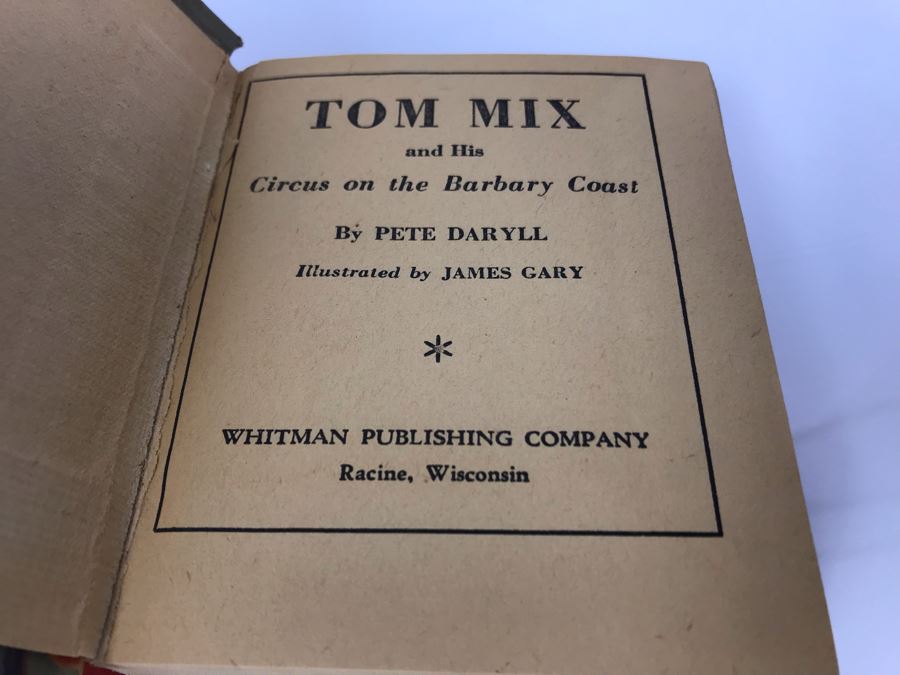 TOM MIX
and His
Circus on the Barbary Coast
By PETE DARYLL
Illustrated by JAMES GARY
*
WHITMAN PUBLISHING COMPANY
Racine, Wisconsin